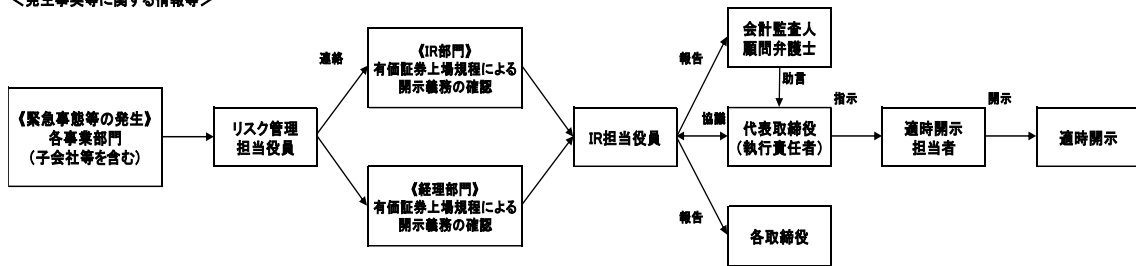 ＜発生事実等に関する情報等＞
《緊急事態等の発生》
各事業部門
（子会社等を含む）
リスク管理
担当役員
連絡
《IR部門》
有価証券上場規程による
開示義務の確認
《経理部門》
有価証券上場規程による
開示義務の確認
IR担当役員
報告
会計監査人
顧問弁護士
助言
協議
代表取締役
（執行責任者）
報告
各取締役
指示
適時開示
担当者
開示
適時開示